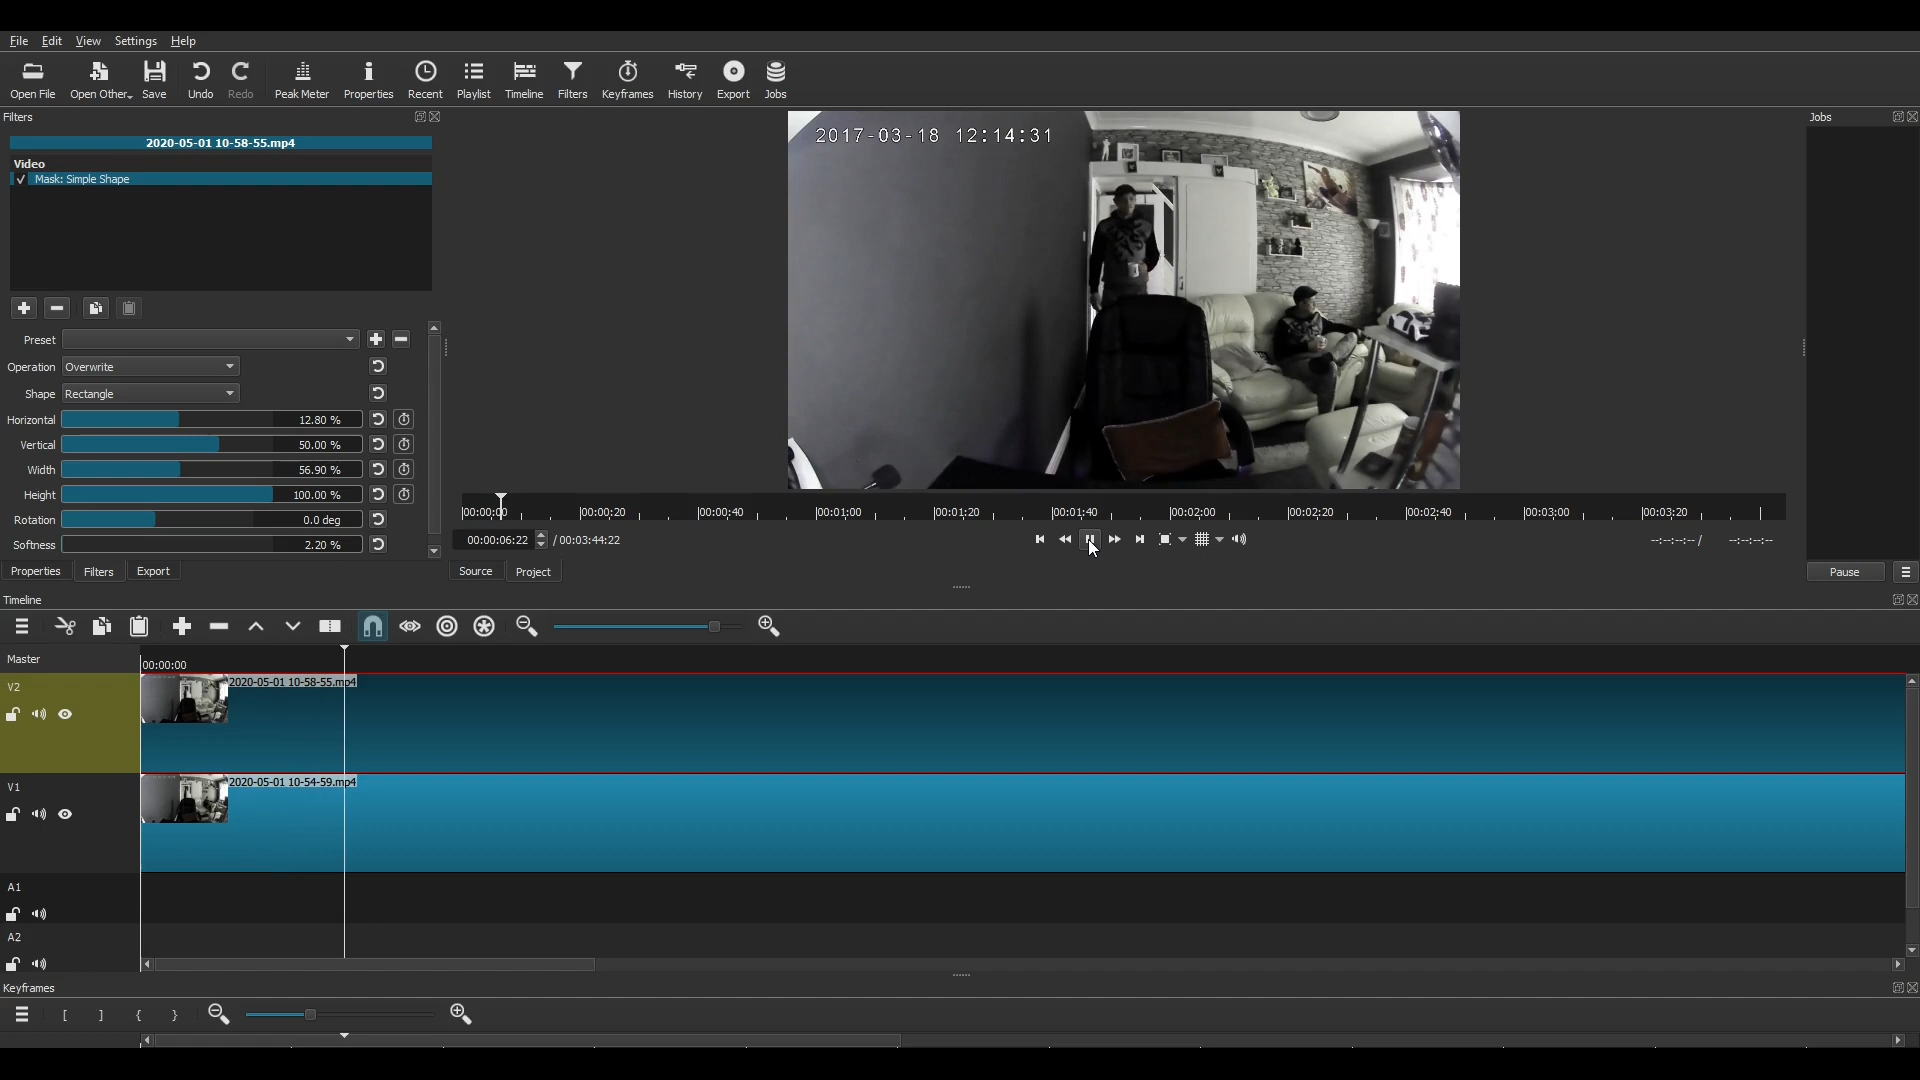 File Edit View Settings Help
Open File Open Other... Save Undo Redo Peak Meter Properties Recent Playlist Timeline Filters Keyframes History Export Jobs
Filters
2020-05-01 10-58-55.mp4
Video
Mask: Simple Shape
Preset
Operation Overwrite
Shape Rectangle
Horizontal 12.80 %
Vertical 50.00 %
Width 56.90 %
Height 100.00 %
Rotation 0.0 deg
Softness 2.20 %
Properties Filters Export
2017-03-18 12:14:31
00:00:00 00:00:20 00:00:40 00:01:00 00:01:20 00:01:40 00:02:00 00:02:20 00:02:40 00:03:00 00:03:20
00:00:06:22 / 00:03:44:22
--:--:--:-- / --:--:--:--
Source Project
Jobs
Pause
Timeline
Master
00:00:00
V2
2020-05-01 10-58-55.mp4
V1
2020-05-01 10-54-59.mp4
A1
A2
Keyframes
[ ] { }